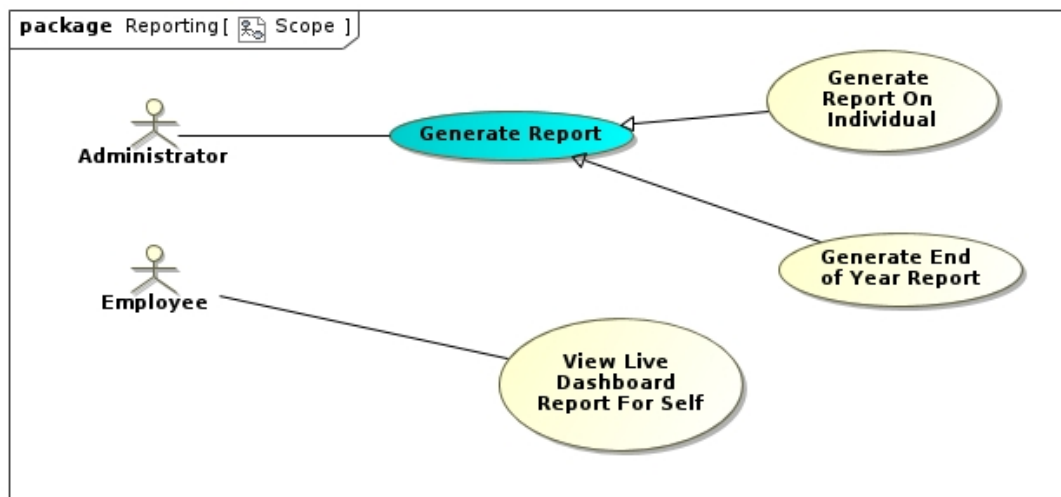 package Reporting[ Scope ]
Generate
Report On
Individual
Generate Report
Administrator
Generate End
of Year Report
Employee
View Live
Dashboard
Report For Self